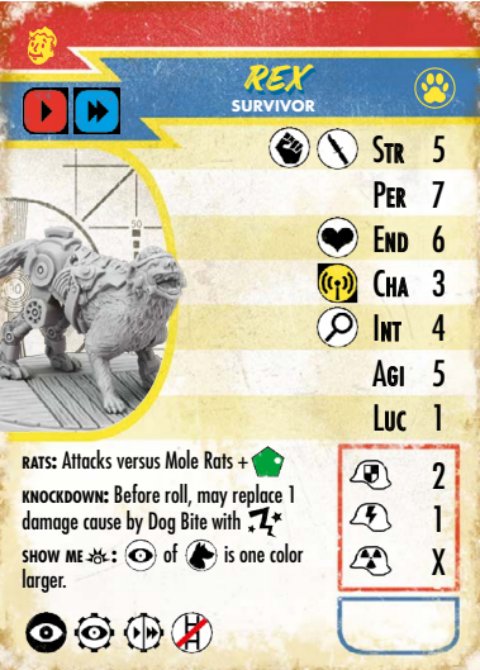 REX
SURVIVOR
STR 5
PER 7
END 6
CHA 3
INT 4
AGI 5
LUC 1
50
RATS: Attacks versus Mole Rats +
KNOCKDOWN: Before roll, may replace 1
damage cause by Dog Bite with
SHOW ME : of is one color
larger.
2
1
X